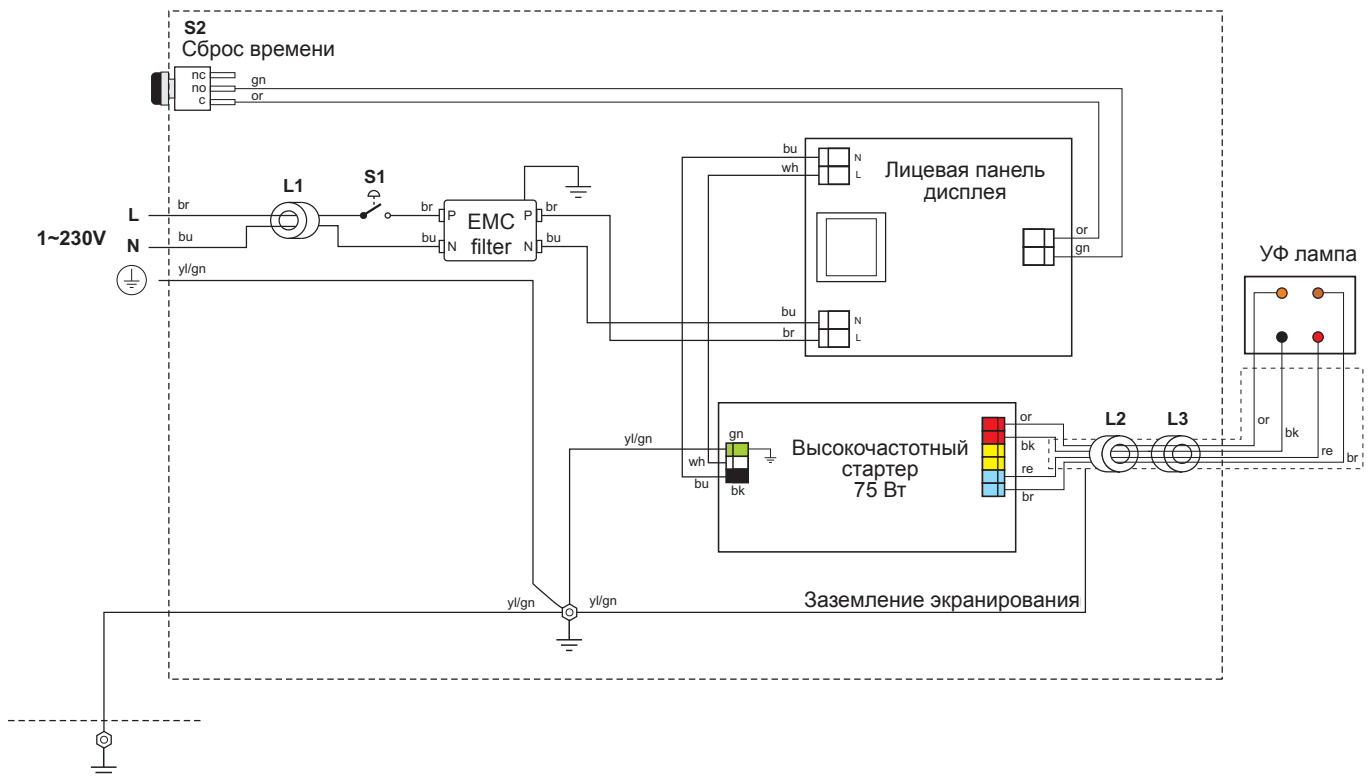 S2
Сброс времени
nc
no
c
gn
or
bu
wh
N
L
Лицевая панель
дисплея
or
gn
L1
S1
L
br
1~230V
N
bu
yl/gn
br
P
EMC
filter
P
br
bu
N
N
bu
bu
N
br
L
УФ лампа
yl/gn
gn
wh
bu
bk
Высокочастотный
стартер
75 Вт
or
bk
re
br
L2
L3
or
bk
re
br
yl/gn
yl/gn
Заземление экранирования